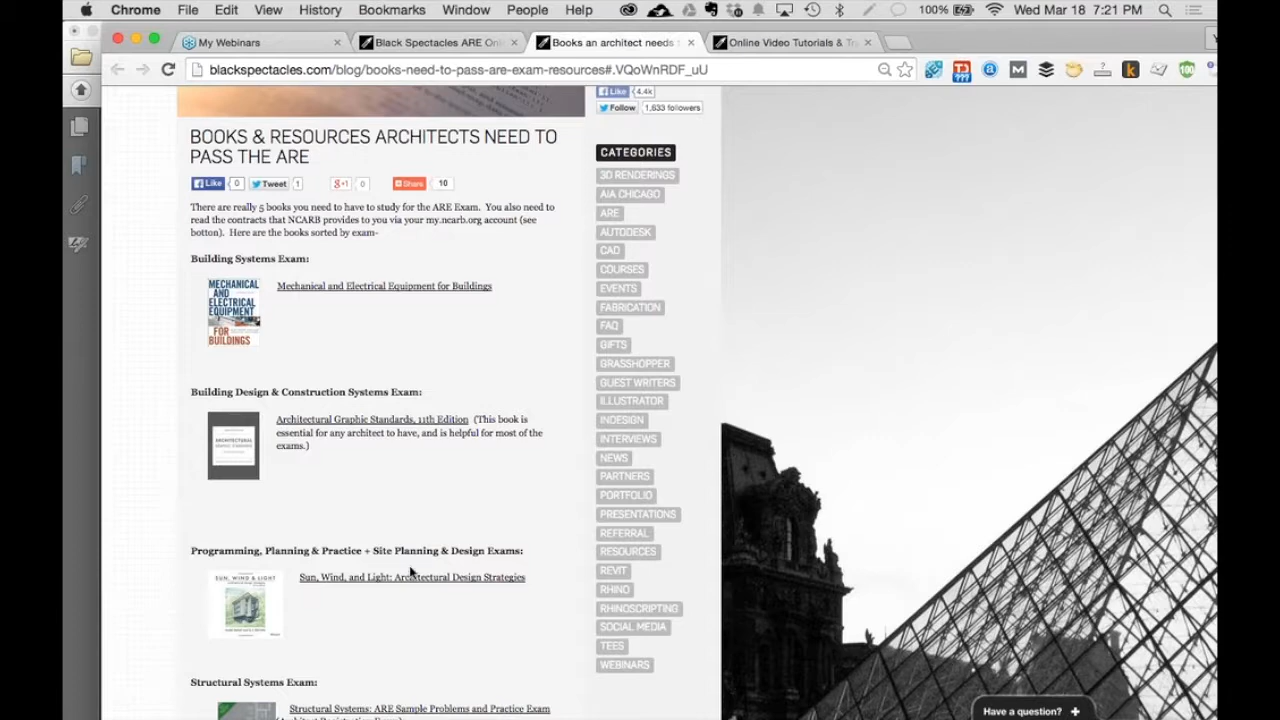 Chrome File Edit View History Bookmarks Window People Help 100% Wed Mar 18 7:21 PM
My Webinars
Black Spectacles ARE Onl
Books an architect needs
Online Video Tutorials & Tr
blackspectacles.com/blog/books-need-to-pass-are-exam-resources#.VQoWnRDF_uU
Like 4.4k
Follow 1,633 followers
BOOKS & RESOURCES ARCHITECTS NEED TO
PASS THE ARE
Like 0 Tweet 1 g+1 0 Share 10
There are really 5 books you need to have to study for the ARE Exam. You also need to
read the contracts that NCARB provides to you via your my.ncarb.org account (see
botton). Here are the books sorted by exam-
Building Systems Exam:
MECHANICAL
AND
ELECTRICAL
EQUIPMENT
FOR
BUILDINGS
Mechanical and Electrical Equipment for Buildings
Building Design & Construction Systems Exam:
ARCHITECTURAL
GRAPHIC STANDARDS
Architectural Graphic Standards, 11th Edition (This book is
essential for any architect to have, and is helpful for most of the
exams.)
Programming, Planning & Practice + Site Planning & Design Exams:
SUN, WIND & LIGHT
Sun, Wind, and Light: Architectural Design Strategies
Structural Systems Exam:
Structural Systems: ARE Sample Problems and Practice Exam
CATEGORIES
3D RENDERINGS
AIA CHICAGO
ARE
AUTODESK
CAD
COURSES
EVENTS
FABRICATION
FAQ
GIFTS
GRASSHOPPER
GUEST WRITERS
ILLUSTRATOR
INDESIGN
INTERVIEWS
NEWS
PARTNERS
PORTFOLIO
PRESENTATIONS
REFERRAL
RESOURCES
REVIT
RHINO
RHINOSCRIPTING
SOCIAL MEDIA
TEES
WEBINARS
Have a question? +